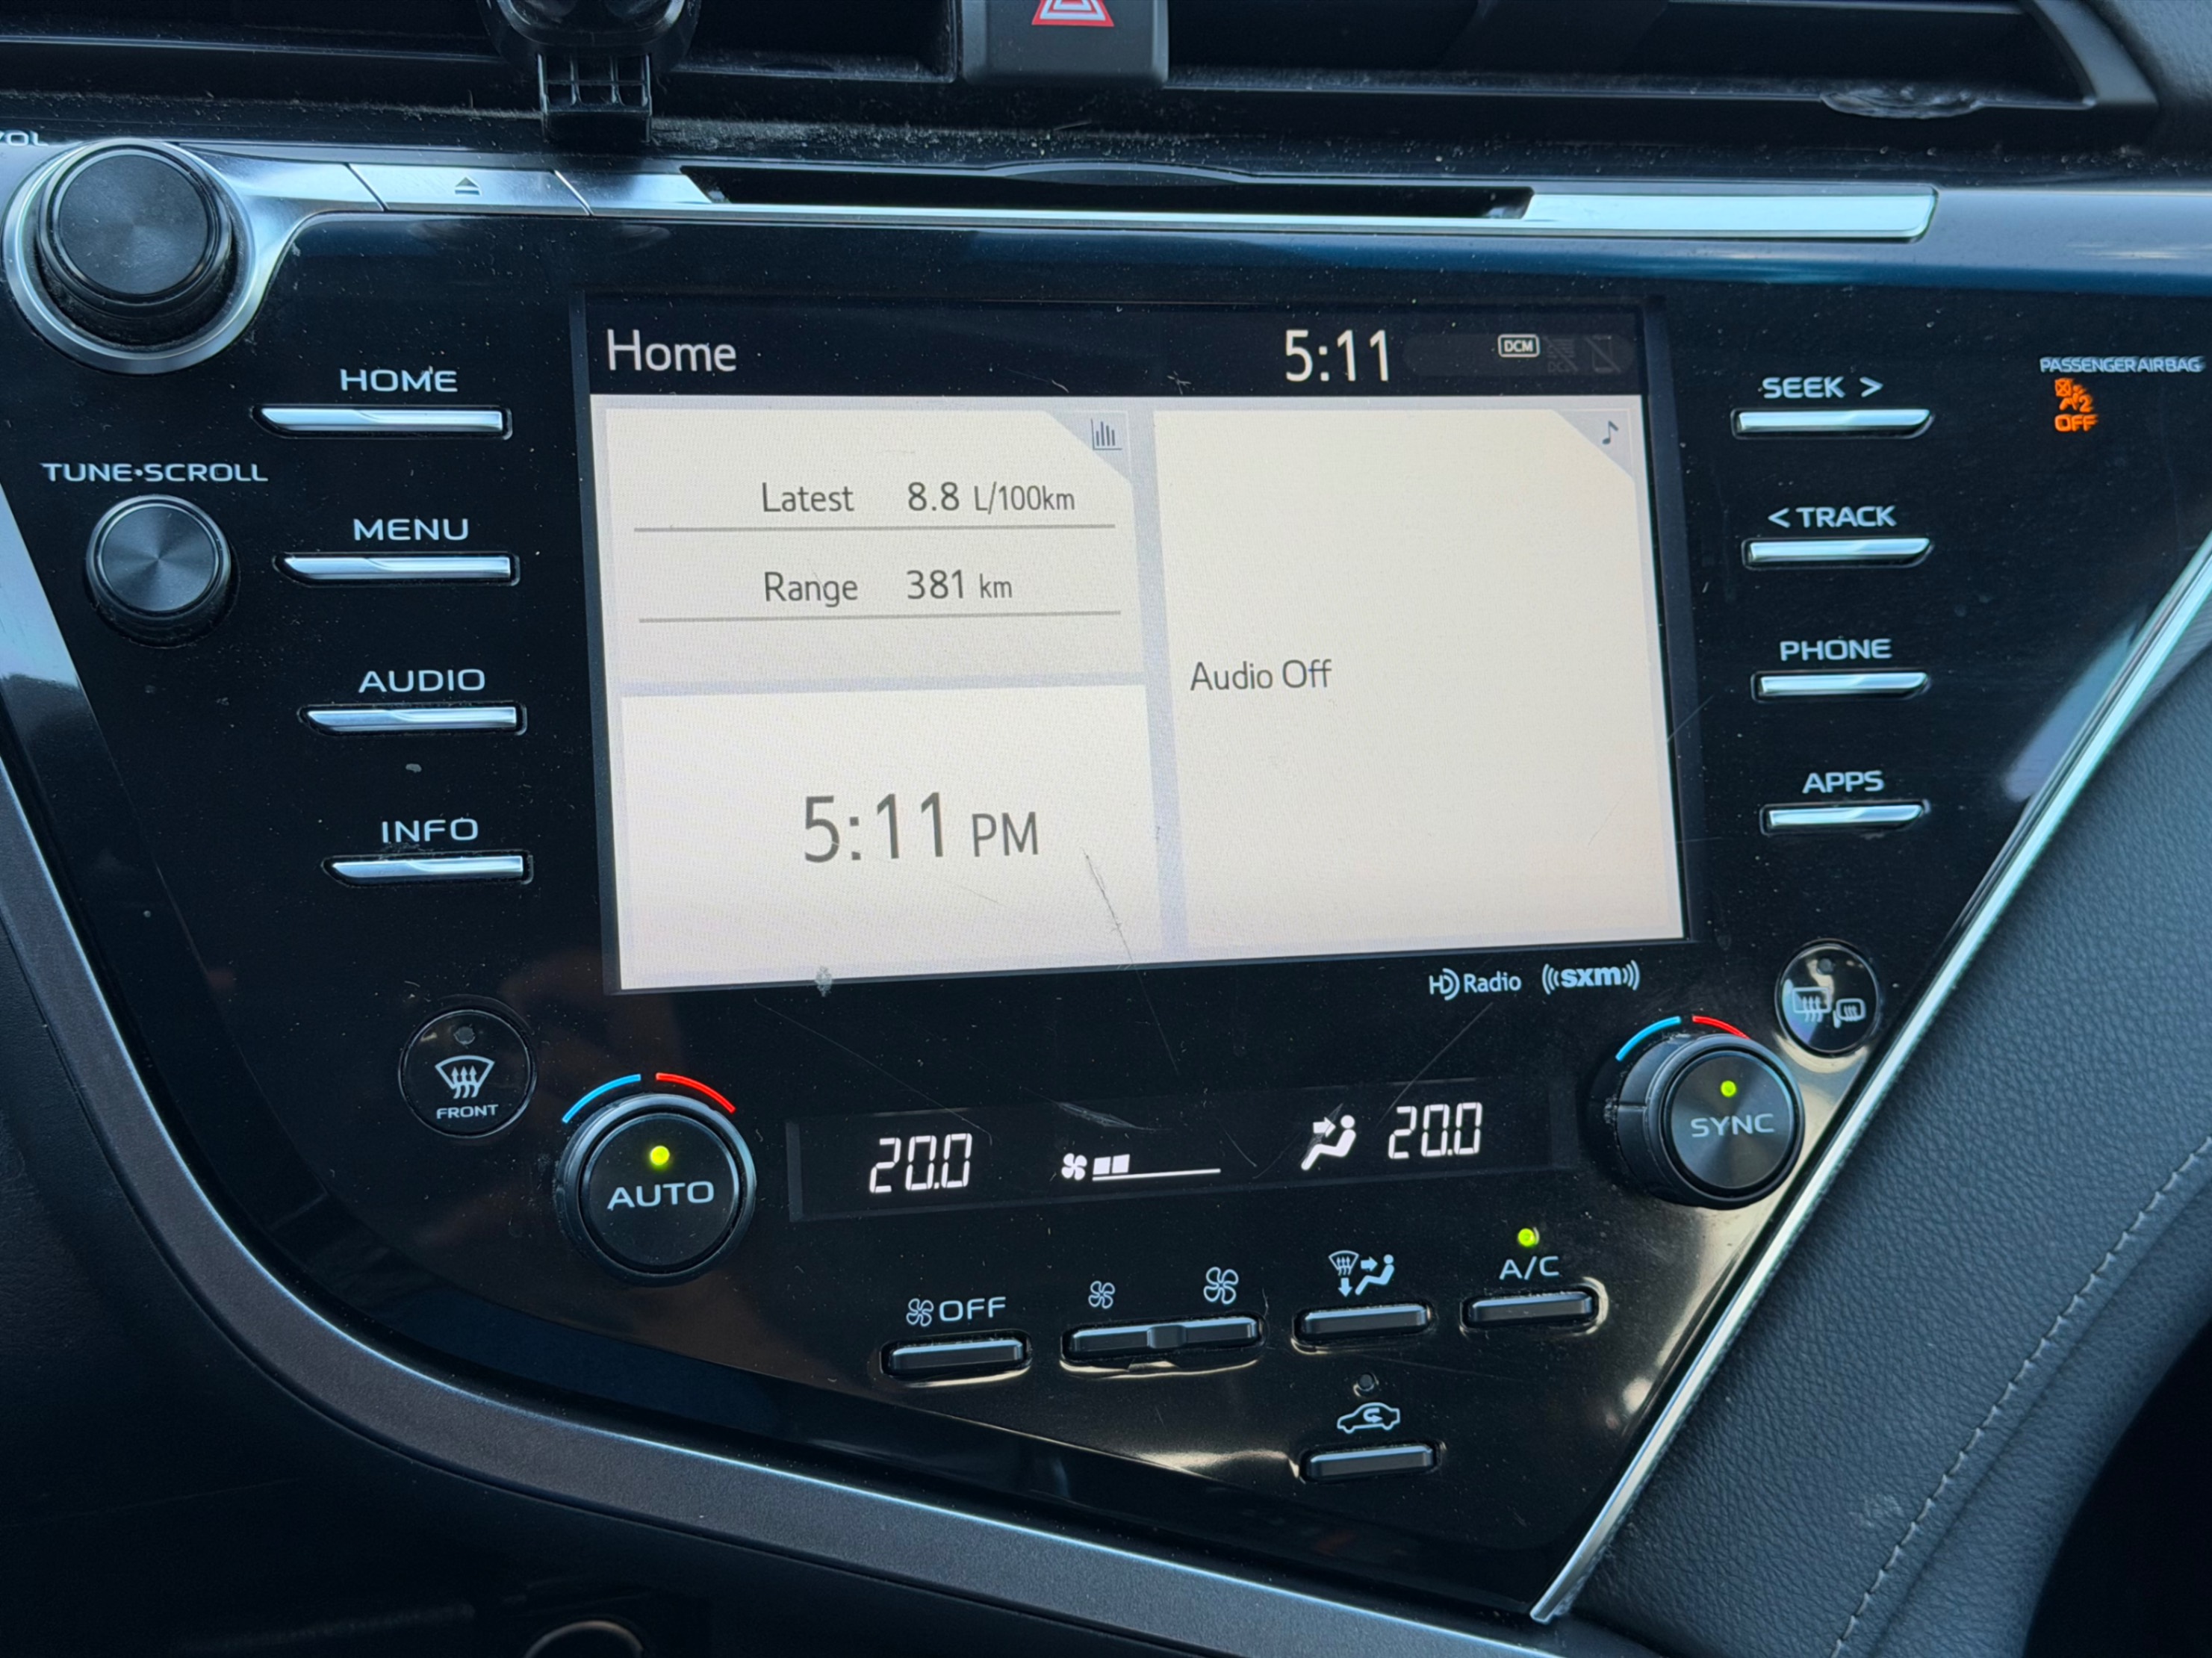 VOL
Home 5:11 DCM
HOME
SEEK >
PASSENGER AIRBAG
2
OFF
TUNE•SCROLL
Latest 8.8 L/100km
MENU
< TRACK
Range 381 km
AUDIO
Audio Off
PHONE
INFO
5:11 PM
APPS
HD Radio ((sxm))
FRONT
AUTO
20.0
20.0
SYNC
OFF
A/C